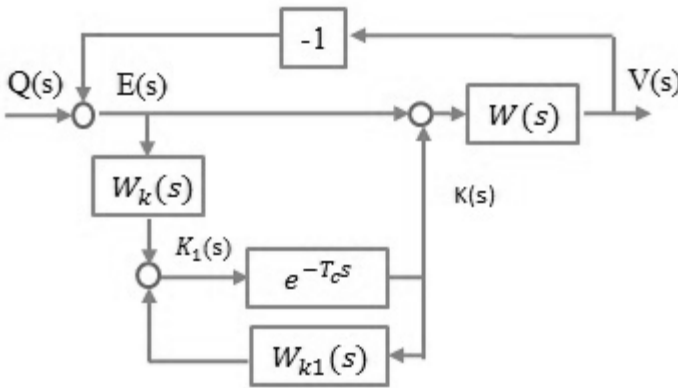 -1
Q(s)
E(s)
V(s)
W(s)
W_k(s)
K(s)
K_1(s)
e^{-T_c s}
W_{k1}(s)